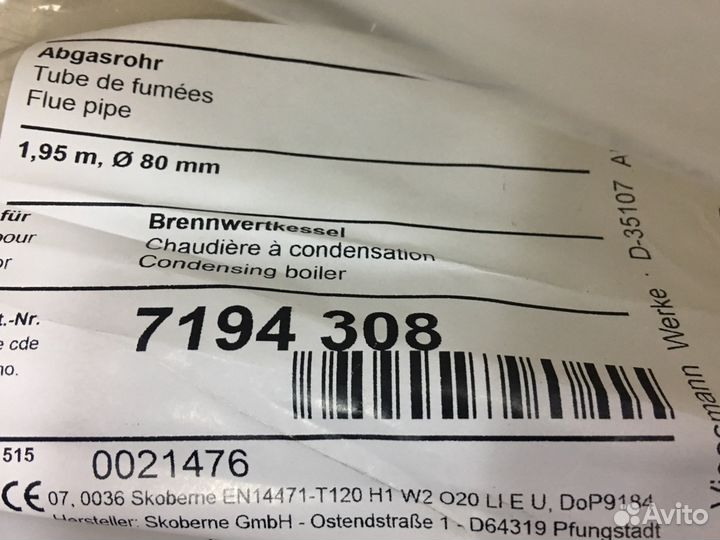 Abgasrohr
Tube de fumées
Flue pipe
1,95 m, Ø 80 mm
für Brennwertkessel
pour Chaudière à condensation
or Condensing boiler
t.-Nr. 7194 308
e cde
no.
515 0021476
CE 07, 0036 Skoberne EN14471-T120 H1 W2 O20 LI E U, DoP9184
Hersteller: Skoberne GmbH - Ostendstraße 1 - D64319 Pfungstadt
Viessmann Werke · D-35107 A
Avito